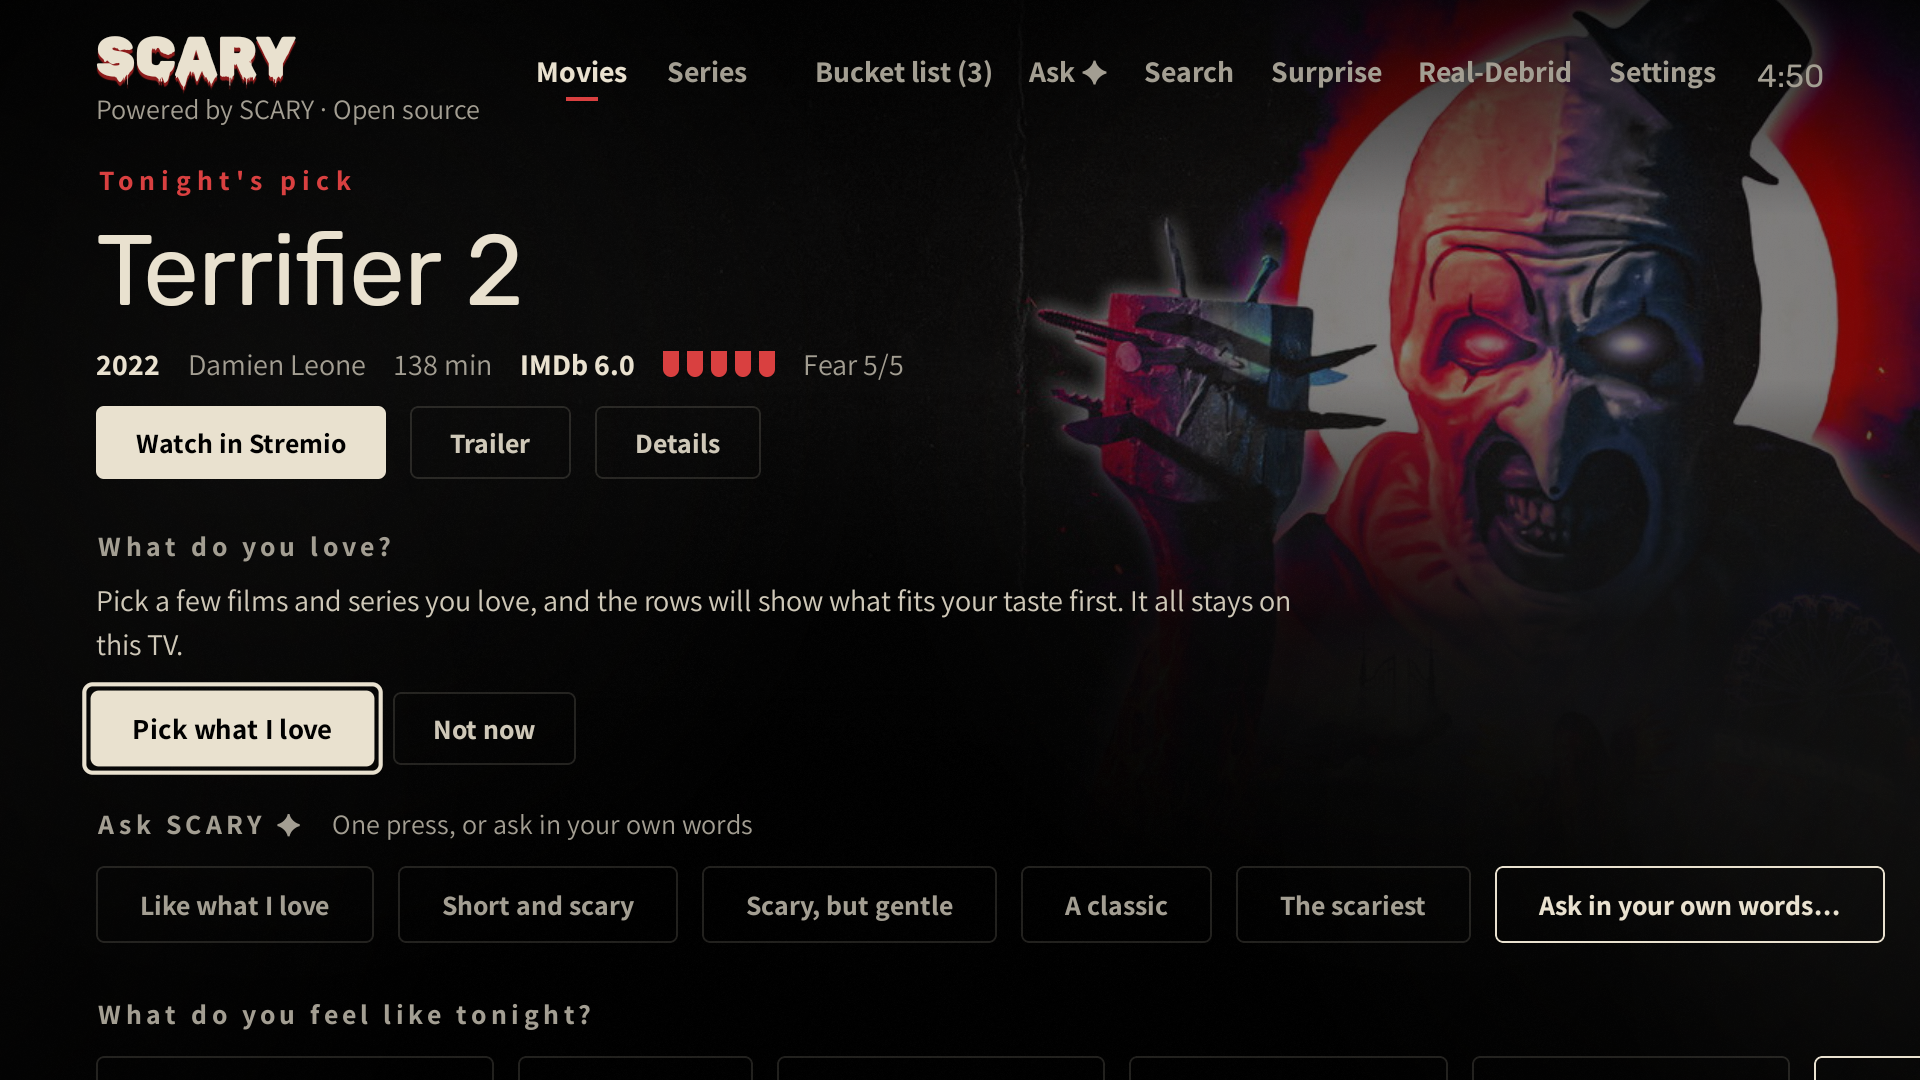 SCARY
Powered by SCARY · Open source
Movies Series Bucket list (3) Ask ✦ Search Surprise Real-Debrid Settings 4:50
Tonight's pick
Terrifier 2
2022 Damien Leone 138 min IMDb 6.0 Fear 5/5
Watch in Stremio Trailer Details
What do you love?
Pick a few films and series you love, and the rows will show what fits your taste first. It all stays on
this TV.
Pick what I love Not now
Ask SCARY ✦ One press, or ask in your own words
Like what I love Short and scary Scary, but gentle A classic The scariest Ask in your own words...
What do you feel like tonight?